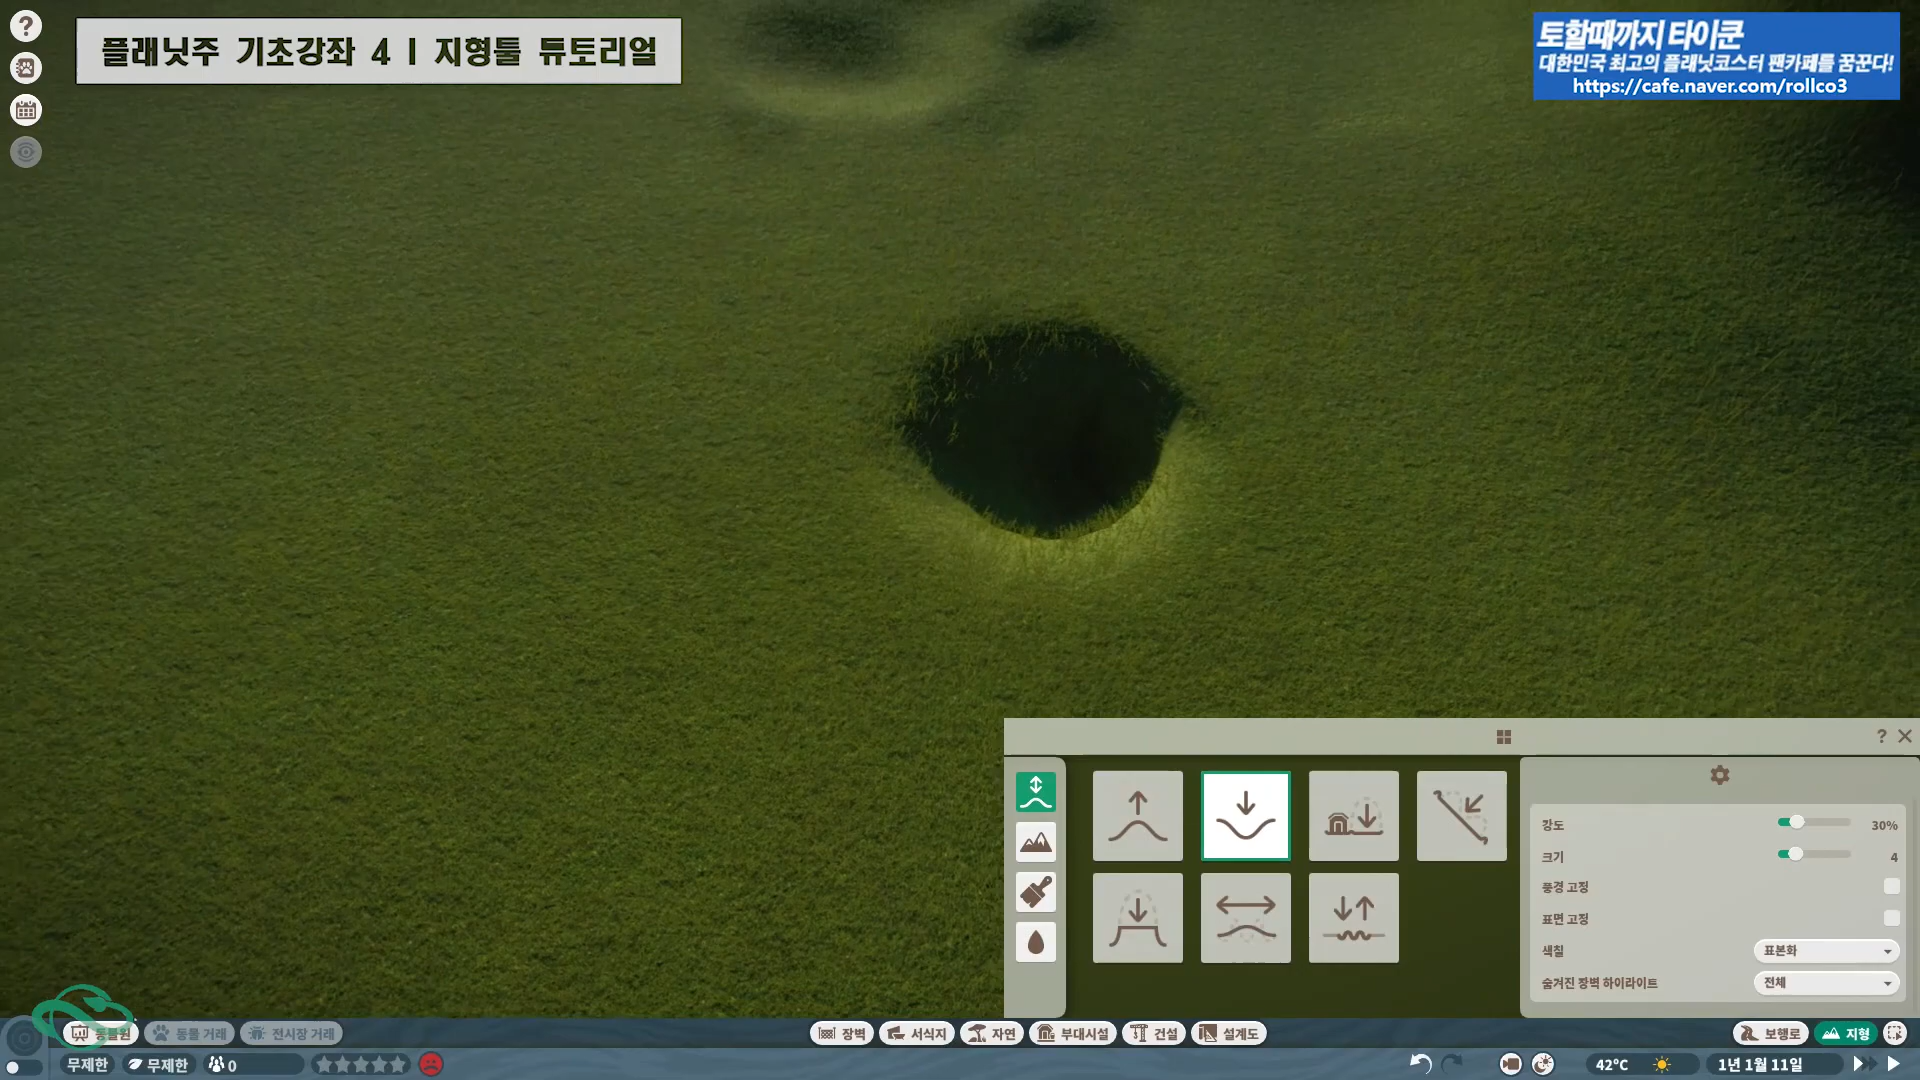 플래닛주 기초강좌 4 | 지형툴 튜토리얼
토할때까지 타이쿤
대한민국 최고의 플래닛코스터 팬카페를 꿈꾼다!
https://cafe.naver.com/rollco3
?
?
강도
30%
크기
4
풍경 고정
표면 고정
색칠
표본화
숨겨진 장벽 하이라이트
전체
동물원
동물 거래
전시장 거래
장벽
서식지
자연
부대시설
건설
설계도
보행로
지형
무제한
무제한
0
42°C
1년 1월 11일